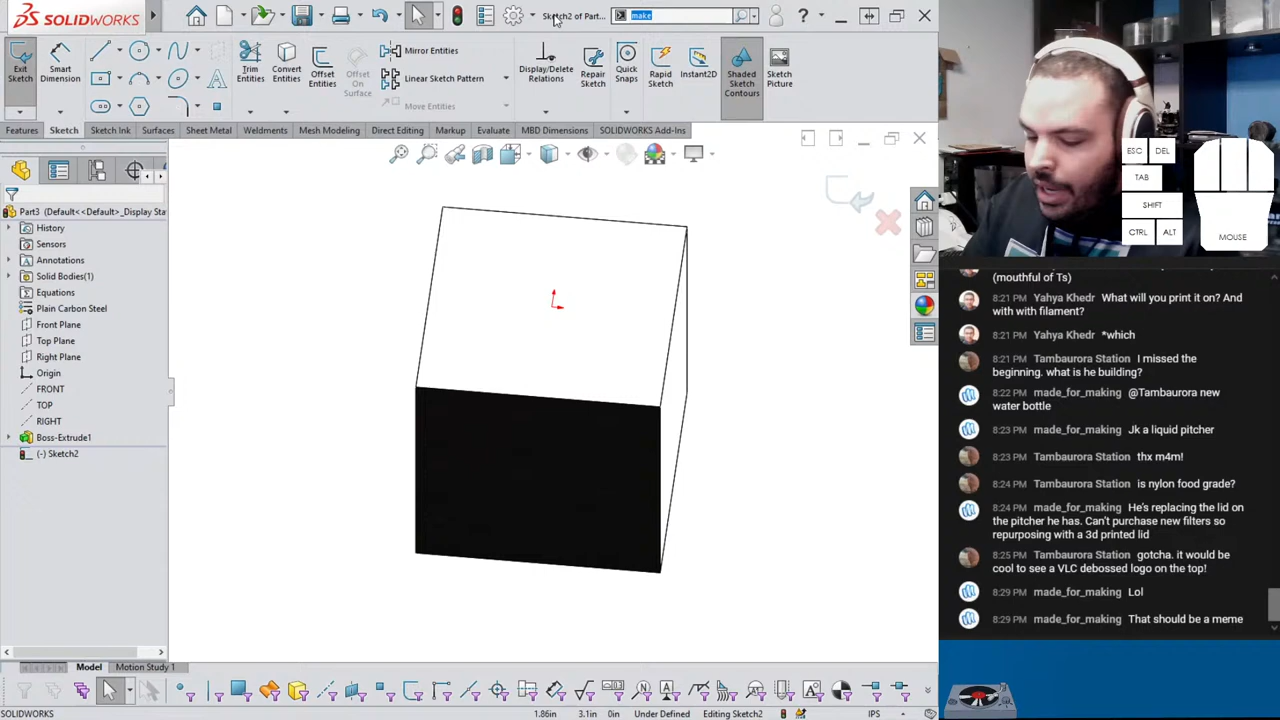 SOLIDWORKS
Sketch2 of Part...
make
Exit Sketch
Smart Dimension
Trim Entities
Convert Entities
Offset Entities
Offset On Surface
Mirror Entities
Linear Sketch Pattern
Move Entities
Display/Delete Relations
Repair Sketch
Quick Snaps
Rapid Sketch
Instant2D
Shaded Sketch Contours
Sketch Picture
Features
Sketch
Sketch Ink
Surfaces
Sheet Metal
Weldments
Mesh Modeling
Direct Editing
Markup
Evaluate
MBD Dimensions
SOLIDWORKS Add-Ins
Part3 (Default<<Default>_Display Sta
History
Sensors
Annotations
Solid Bodies(1)
Equations
Plain Carbon Steel
Front Plane
Top Plane
Right Plane
Origin
FRONT
TOP
RIGHT
Boss-Extrude1
(-) Sketch2
ESC
DEL
TAB
SHIFT
CTRL
ALT
MOUSE
(mouthful of Ts)
8:21 PM Yahya Khedr What will you print it on? And
with with filament?
8:21 PM Yahya Khedr *which
8:21 PM Tambaurora Station I missed the
beginning. what is he building?
8:22 PM made_for_making @Tambaurora new
water bottle
8:23 PM made_for_making Jk a liquid pitcher
8:23 PM Tambaurora Station thx m4m!
8:24 PM Tambaurora Station is nylon food grade?
8:24 PM made_for_making He's replacing the lid on
the pitcher he has. Can't purchase new filters so
repurposing with a 3d printed lid
8:25 PM Tambaurora Station gotcha. it would be
cool to see a VLC debossed logo on the top!
8:29 PM made_for_making Lol
8:29 PM made_for_making That should be a meme
Model
Motion Study 1
SOLIDWORKS
1.86in
3.1in
0in
Under Defined
Editing Sketch2
IPS